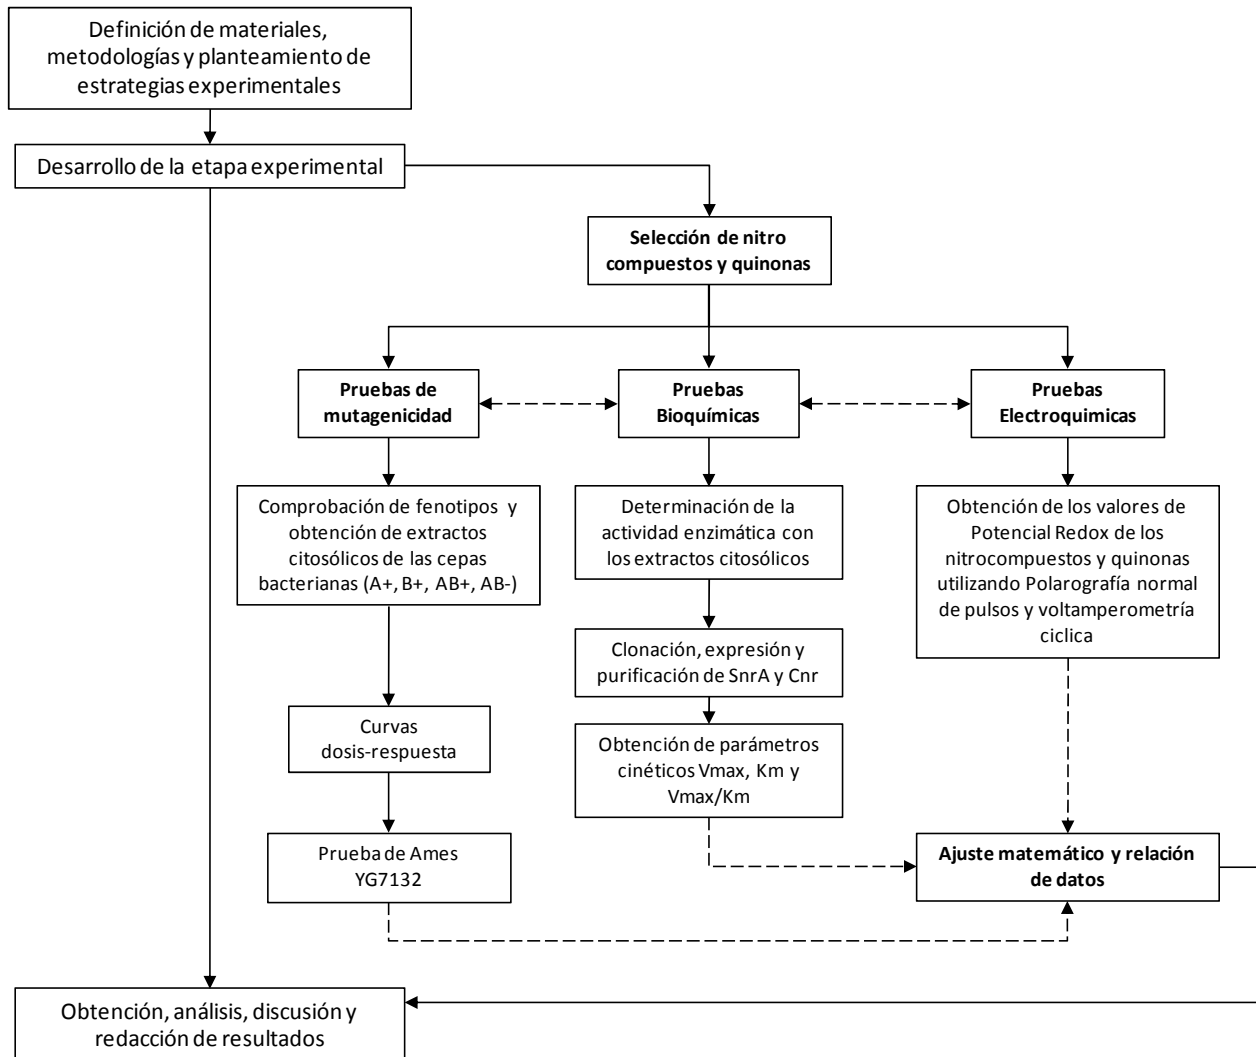 Definición de materiales,
metodologías y planteamiento de
estrategias experimentales
Desarrollo de la etapa experimental
Selección de nitro
compuestos y quinonas
Pruebas de
mutagenicidad
Pruebas
Bioquímicas
Pruebas
Electroquimicas
Comprobación de fenotipos y
obtención de extractos
citosólicos de las cepas
bacterianas (A+, B+, AB+, AB-)
Determinación de la
actividad enzimática con
los extractos citosólicos
Obtención de los valores de
Potencial Redox de los
nitrocompuestos y quinonas
utilizando Polarografía normal
de pulsos y voltamperometría
ciclica
Clonación, expresión y
purificación de SnrA y Cnr
Curvas
dosis-respuesta
Obtención de parámetros
cinéticos Vmax, Km y
Vmax/Km
Prueba de Ames
YG7132
Ajuste matemático y relación
de datos
Obtención, análisis, discusión y
redacción de resultados